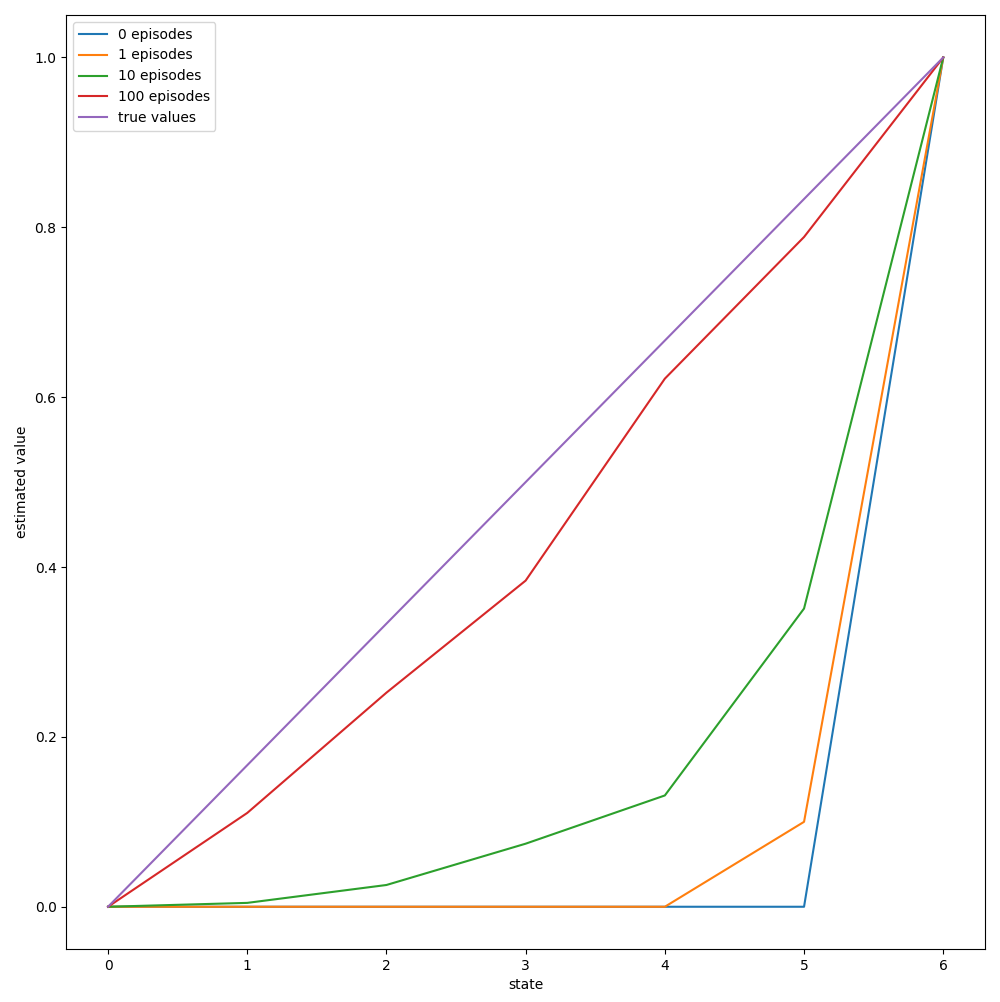 0 episodes
1 episodes
10 episodes
100 episodes
true values
1.0
0.8
0.6
0.4
0.2
0.0
estimated value
0 1 2 3 4 5 6
state